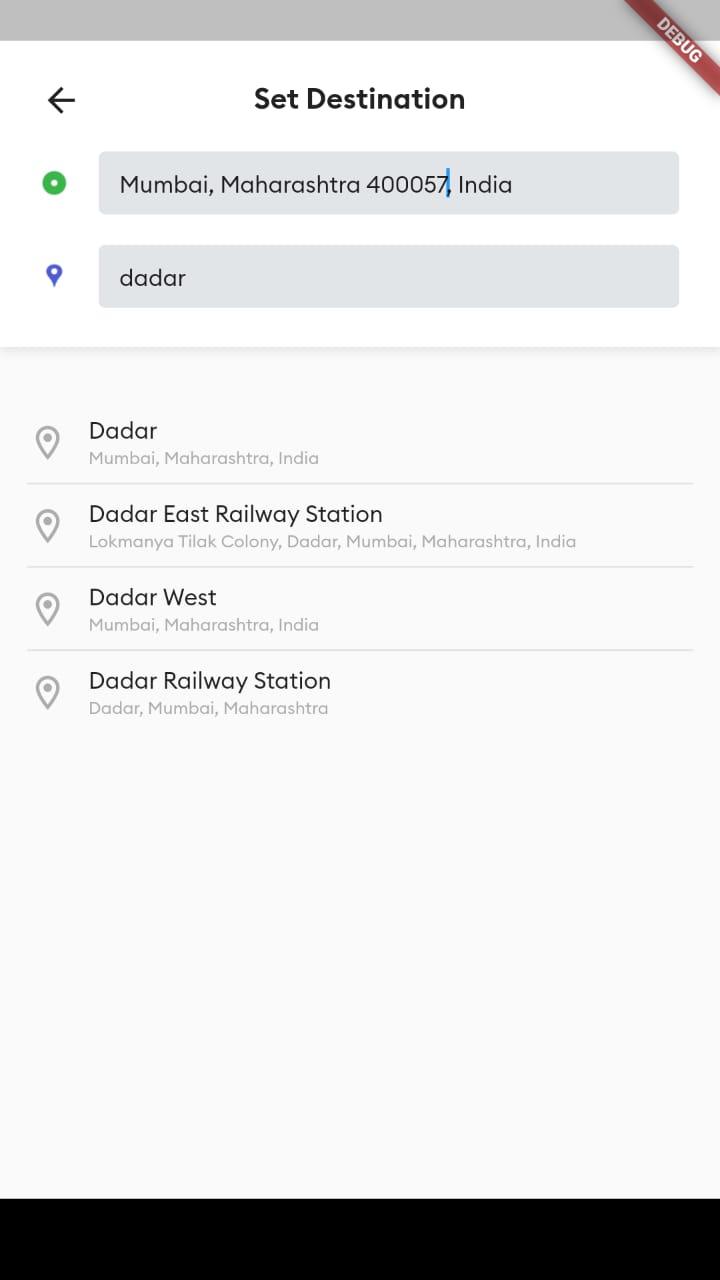 DEBUG
Set Destination
Mumbai, Maharashtra 400057, India
dadar
Dadar
Mumbai, Maharashtra, India
Dadar East Railway Station
Lokmanya Tilak Colony, Dadar, Mumbai, Maharashtra, India
Dadar West
Mumbai, Maharashtra, India
Dadar Railway Station
Dadar, Mumbai, Maharashtra